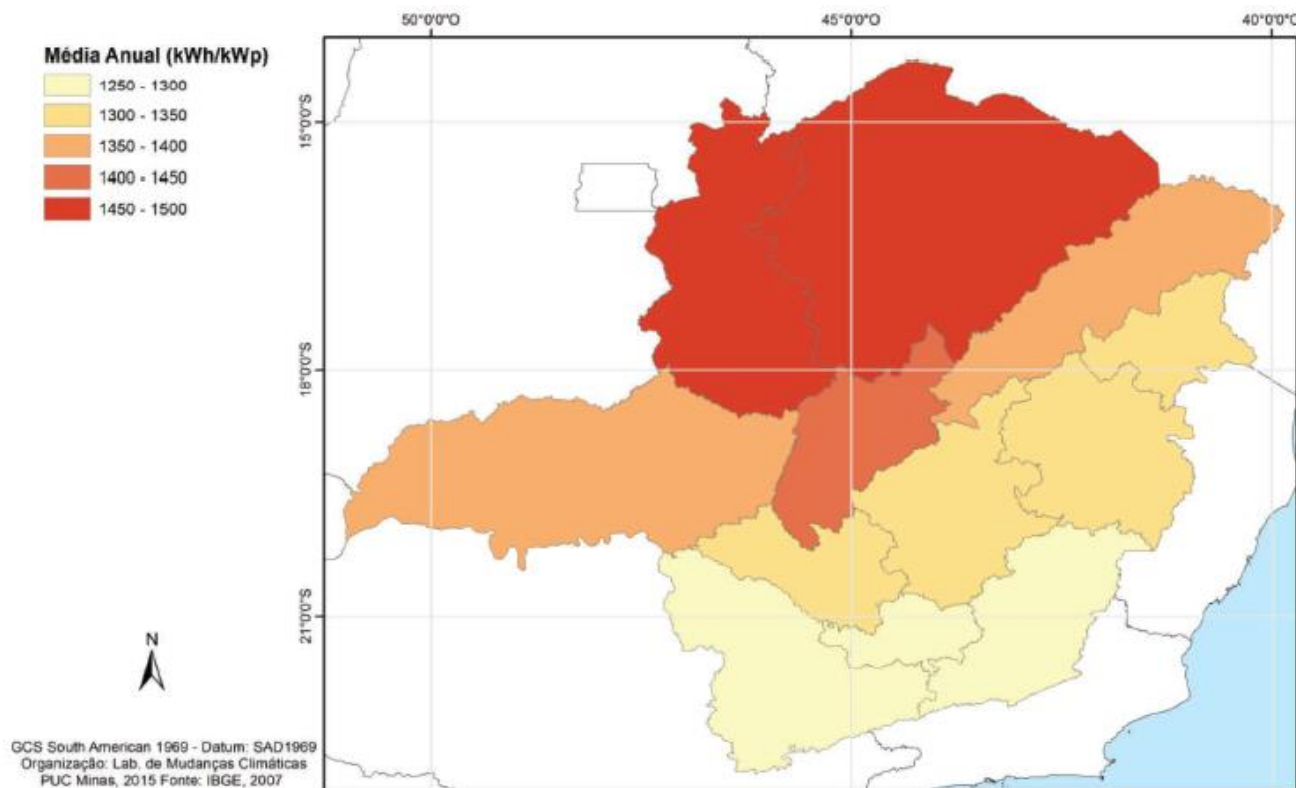 50°0'0"O 45°0'0"O 40°0'0"O
Média Anual (kWh/kWp)
1250 - 1300
1300 - 1350
1350 - 1400
1400 - 1450
1450 - 1500
15°0'0"S
18°0'0"S
21°0'0"S
N
GCS South American 1969 - Datum: SAD1969
Organização: Lab. de Mudanças Climáticas
PUC Minas, 2015 Fonte: IBGE, 2007